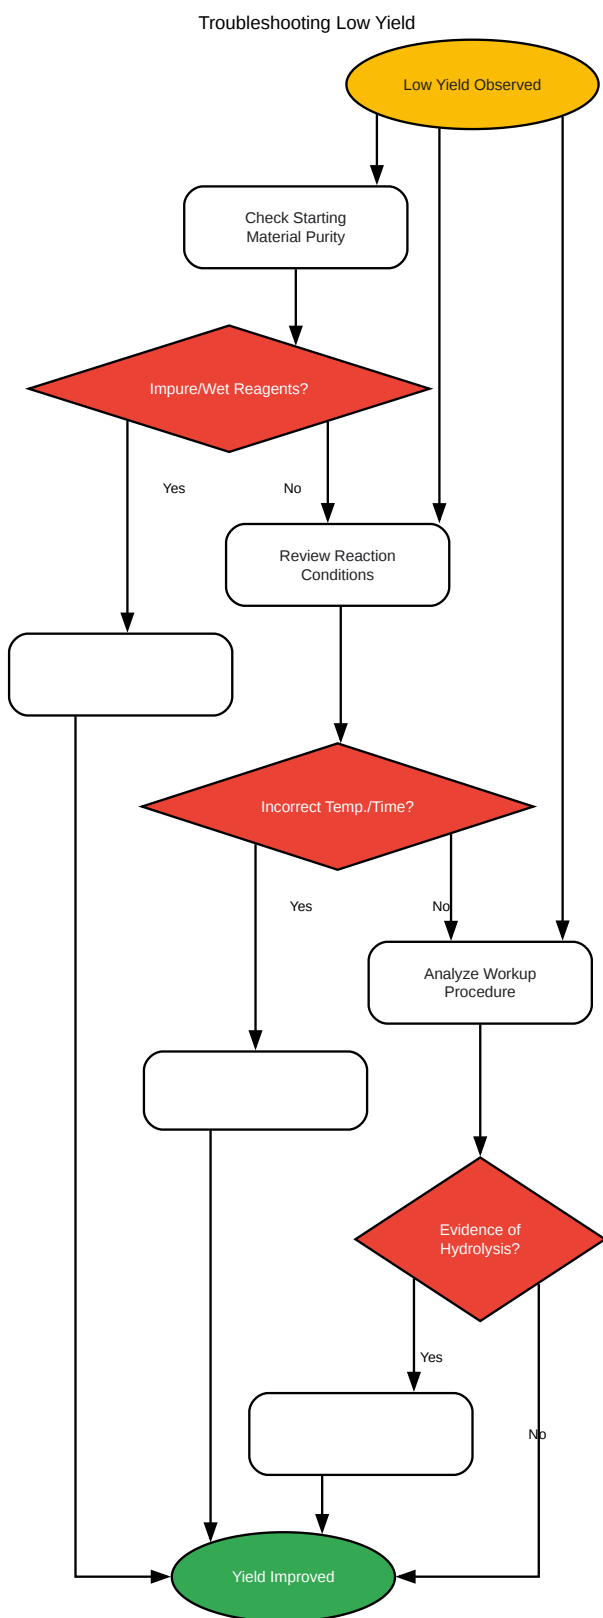 Troubleshooting Low Yield
Low Yield Observed
Check Starting
Material Purity
Impure/Wet Reagents?
Yes
No
Review Reaction
Conditions
Incorrect Temp./Time?
Yes
No
Analyze Workup
Procedure
Evidence of
Hydrolysis?
Yes
No
Yield Improved